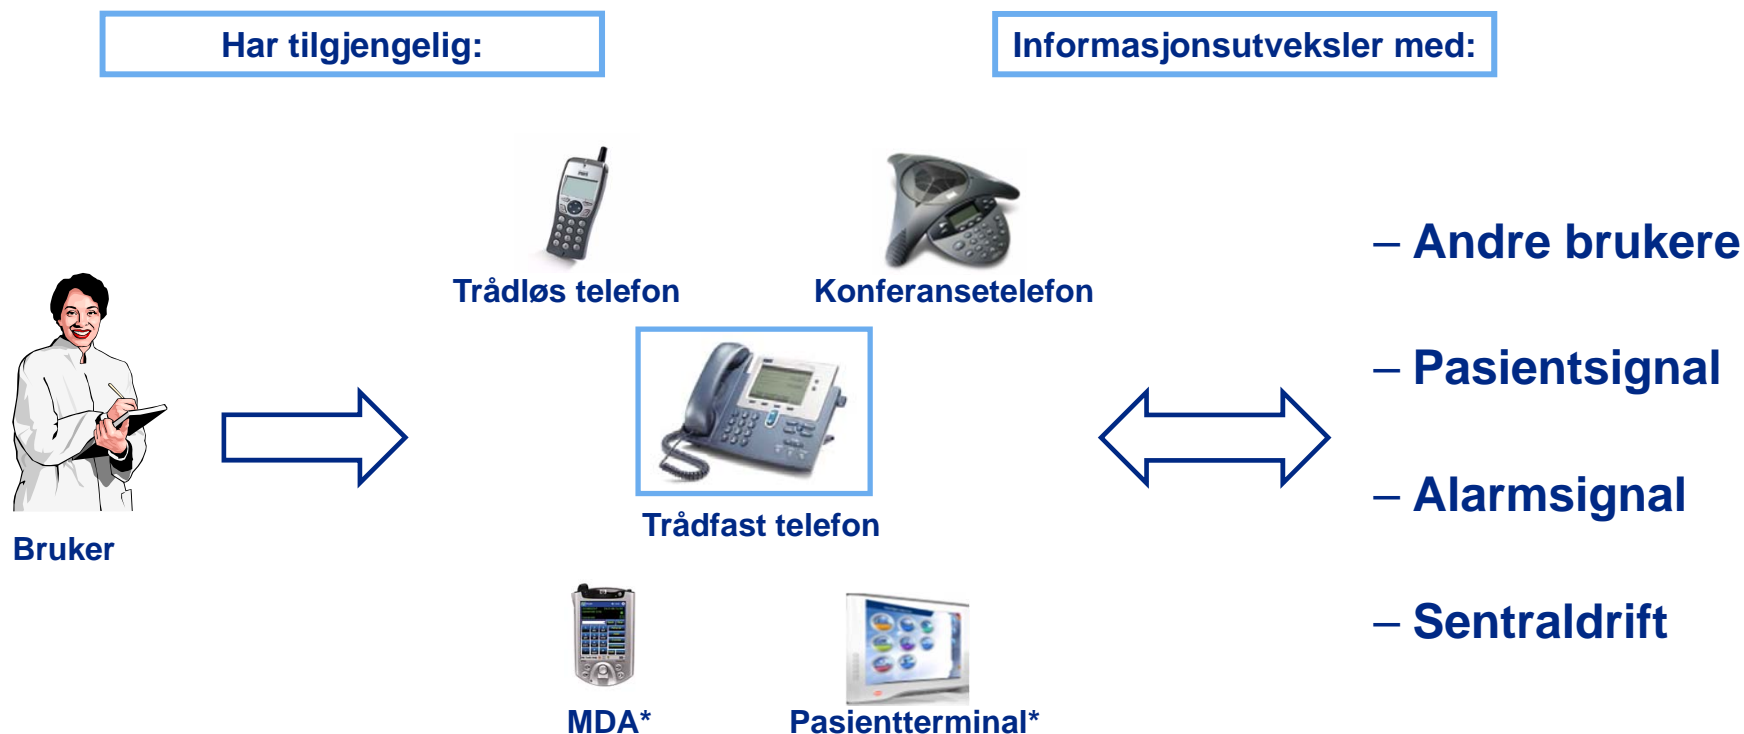 Har tilgjengelig:
Informasjonsutveksler med:
Trådløs telefon
Konferansetelefon
Trådfast telefon
Bruker
MDA*
Pasientterminal*
– Andre brukere
– Pasientsignal
– Alarmsignal
– Sentraldrift